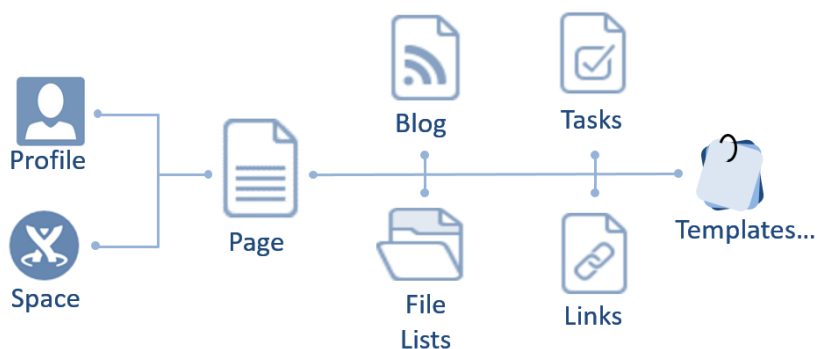 Profile
Space
Page
Blog
File
Lists
Tasks
Links
Templates...